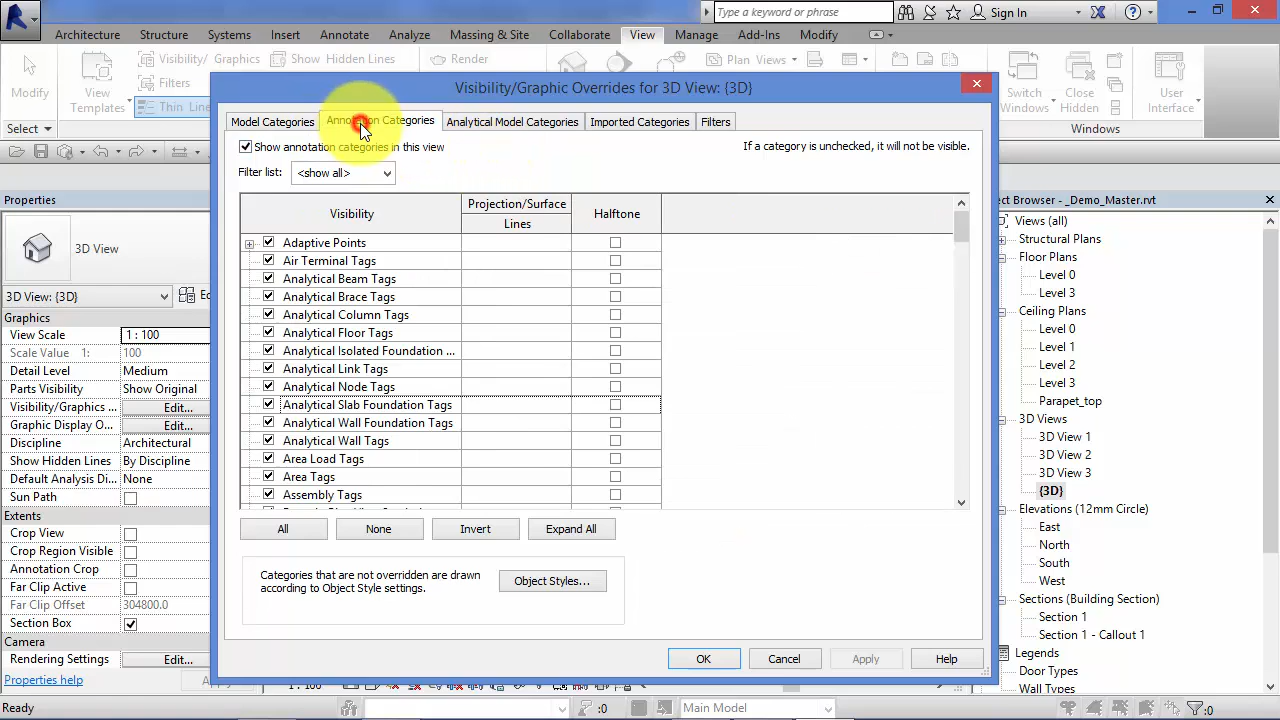 Type a keyword or phrase
Sign In
Architecture Structure Systems Insert Annotate Analyze Massing & Site Collaborate View Manage Add-Ins Modify
Modify
View
Templates
Visibility/ Graphics
Filters
Thin Lin
Show Hidden
Render
Plan Views
Switch
Windows
Close
Hidden
User
Interface
Select
Windows
Visibility/Graphic Overrides for 3D View: {3D}
Model Categories
Annotation Categories
Analytical Model Categories
Imported Categories
Filters
Show annotation categories in this view
If a category is unchecked, it will not be visible.
Filter list: <show all>
Visibility
Projection/Surface
Lines
Halftone
Adaptive Points
Air Terminal Tags
Analytical Beam Tags
Analytical Brace Tags
Analytical Column Tags
Analytical Floor Tags
Analytical Isolated Foundation ...
Analytical Link Tags
Analytical Node Tags
Analytical Slab Foundation Tags
Analytical Wall Foundation Tags
Analytical Wall Tags
Area Load Tags
Area Tags
Assembly Tags
All
None
Invert
Expand All
Categories that are not overridden are drawn
according to Object Style settings.
Object Styles...
OK
Cancel
Apply
Help
Properties
3D View
3D View: {3D}
Graphics
View Scale 1 : 100
Scale Value 1: 100
Detail Level Medium
Parts Visibility Show Original
Visibility/Graphics ... Edit...
Graphic Display O... Edit...
Discipline Architectural
Show Hidden Lines By Discipline
Default Analysis Di... None
Sun Path
Extents
Crop View
Crop Region Visible
Annotation Crop
Far Clip Active
Far Clip Offset 304800.0
Section Box
Camera
Rendering Settings Edit...
Properties help
ct Browser - _Demo_Master.rvt
Views (all)
Structural Plans
Floor Plans
Level 0
Level 3
Ceiling Plans
Level 0
Level 1
Level 2
Level 3
Parapet_top
3D Views
3D View 1
3D View 2
3D View 3
{3D}
Elevations (12mm Circle)
East
North
South
West
Sections (Building Section)
Section 1
Section 1 - Callout 1
Legends
Door Types
Wall Types
Ready
:0
Main Model
:0